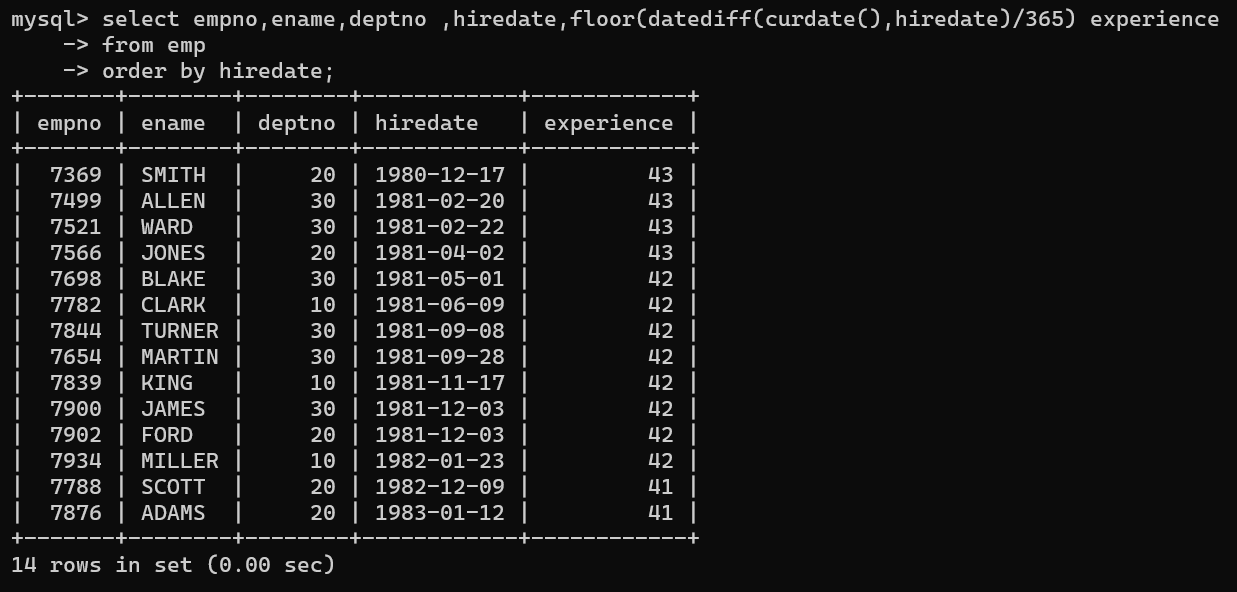 mysql> select empno,ename,deptno ,hiredate,floor(datediff(curdate(),hiredate)/365) experience
    -> from emp
    -> order by hiredate;
+-------+--------+--------+------------+------------+
| empno | ename  | deptno | hiredate   | experience |
+-------+--------+--------+------------+------------+
|  7369 | SMITH  |     20 | 1980-12-17 |         43 |
|  7499 | ALLEN  |     30 | 1981-02-20 |         43 |
|  7521 | WARD   |     30 | 1981-02-22 |         43 |
|  7566 | JONES  |     20 | 1981-04-02 |         43 |
|  7698 | BLAKE  |     30 | 1981-05-01 |         42 |
|  7782 | CLARK  |     10 | 1981-06-09 |         42 |
|  7844 | TURNER |     30 | 1981-09-08 |         42 |
|  7654 | MARTIN |     30 | 1981-09-28 |         42 |
|  7839 | KING   |     10 | 1981-11-17 |         42 |
|  7900 | JAMES  |     30 | 1981-12-03 |         42 |
|  7902 | FORD   |     20 | 1981-12-03 |         42 |
|  7934 | MILLER |     10 | 1982-01-23 |         42 |
|  7788 | SCOTT  |     20 | 1982-12-09 |         41 |
|  7876 | ADAMS  |     20 | 1983-01-12 |         41 |
+-------+--------+--------+------------+------------+
14 rows in set (0.00 sec)